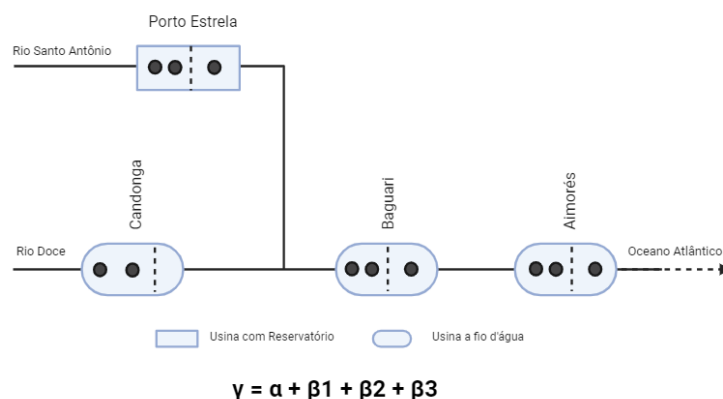 Porto Estrela
Rio Santo Antônio
Candonga
Baguari
Aimorés
Rio Doce
Oceano Atlântico
Usina com Reservatório
Usina a fio d'água
γ = α + β1 + β2 + β3